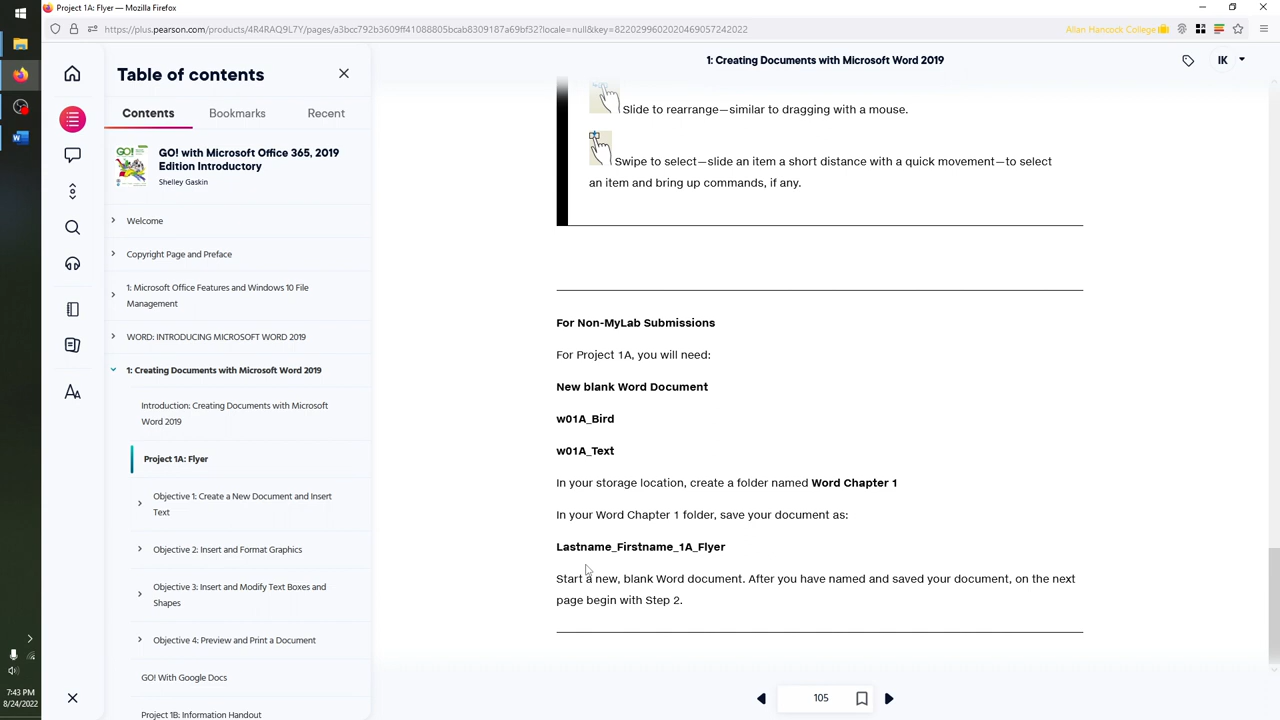 Project 1A: Flyer — Mozilla Firefox
https://plus.pearson.com/products/4R4RAQ9L7Y/pages/a3bcc792b3609ff41088805bcab8309187a69bf32?locale=null&key=822029960202046905724​2022
Allan Hancock College
Table of contents
1: Creating Documents with Microsoft Word 2019
IK
Contents
Bookmarks
Recent
GO! with Microsoft Office 365, 2019
Edition Introductory
Shelley Gaskin
Welcome
Copyright Page and Preface
1: Microsoft Office Features and Windows 10 File
Management
WORD: INTRODUCING MICROSOFT WORD 2019
1: Creating Documents with Microsoft Word 2019
Introduction: Creating Documents with Microsoft
Word 2019
Project 1A: Flyer
Objective 1: Create a New Document and Insert
Text
Objective 2: Insert and Format Graphics
Objective 3: Insert and Modify Text Boxes and
Shapes
Objective 4: Preview and Print a Document
GO! With Google Docs
Project 1B: Information Handout
Slide to rearrange—similar to dragging with a mouse.
Swipe to select—slide an item a short distance with a quick movement—to select
an item and bring up commands, if any.
For Non-MyLab Submissions
For Project 1A, you will need:
New blank Word Document
w01A_Bird
w01A_Text
In your storage location, create a folder named Word Chapter 1
In your Word Chapter 1 folder, save your document as:
Lastname_Firstname_1A_Flyer
Start a new, blank Word document. After you have named and saved your document, on the next
page begin with Step 2.
105
7:43 PM
8/24/2022